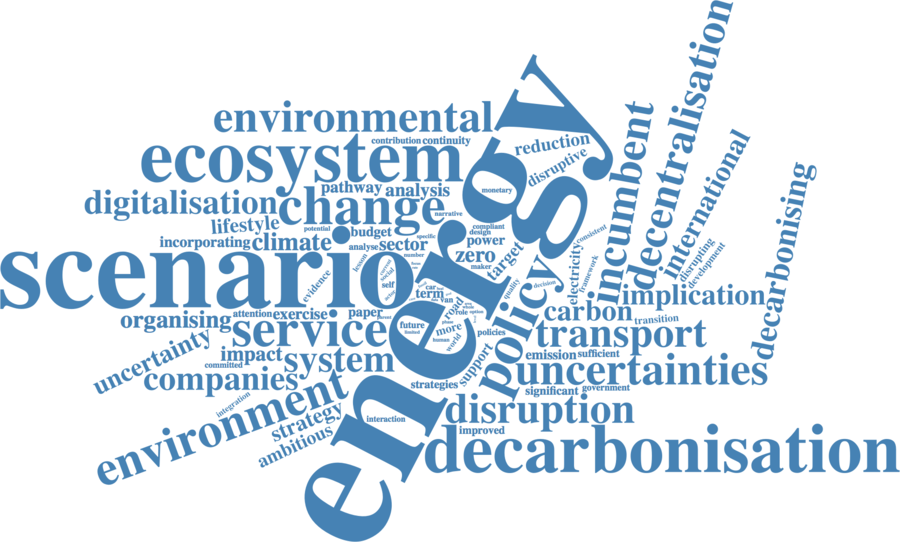 energy
scenario
decarbonisation
ecosystem
environmental
change
digitalisation
service
environment
policy
incumbent
decentralisation
international
decarbonising
uncertainties
transport
disruption
system
companies
uncertainty
organising
climate
lifestyle
incorporating
pathway
analysis
contribution
continuity
reduction
disruptive
monetary
narrative
potential
budget
analyse
sector
specific
number
compliant
design
power
zero
maker
target
consistent
electricity
framework
disrupting
development
implication
carbon
transition
decision
quality
evidence
lesson
social
self
term
car
van
road
role
option
more
world
human
future
limited
attention
exercise
paper
impact
committed
integration
strategy
ambitious
interaction
strategies
support
policies
emission
sufficient
significant
government
improved